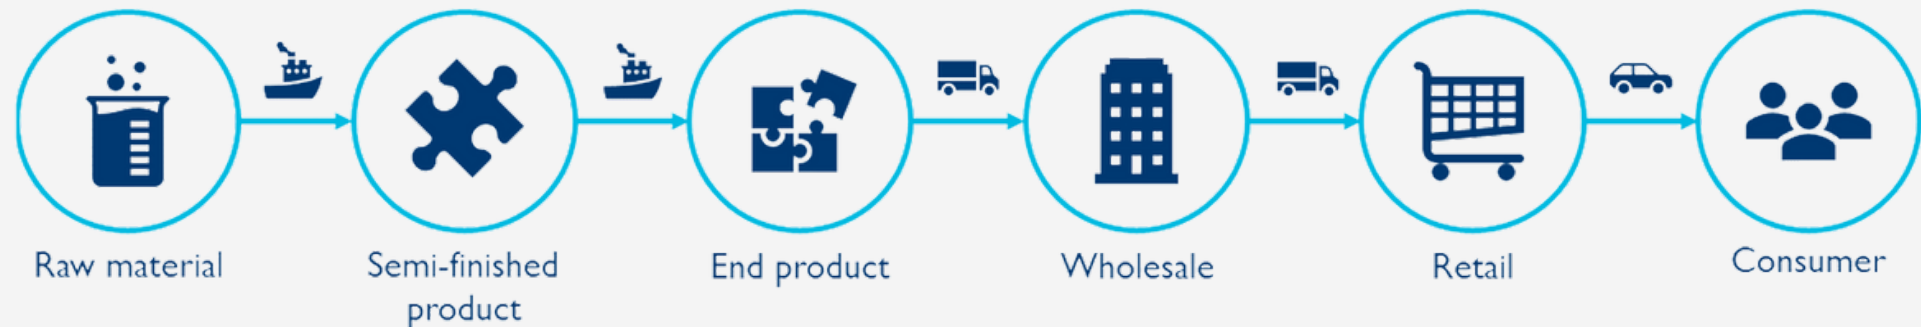 Raw material
Semi-finished
product
End product
Wholesale
Retail
Consumer